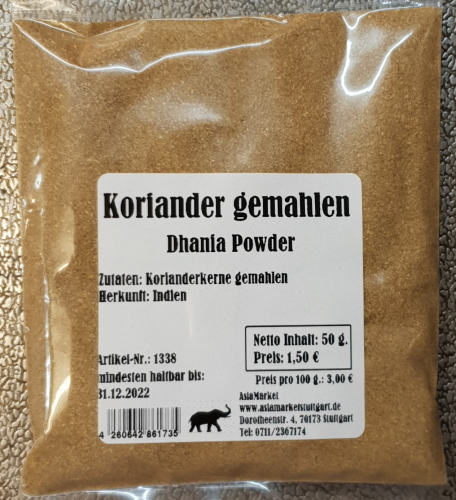 Koriander gemahlen
Dhania Powder
Zutaten: Korianderkerne gemahlen
Herkunft: Indien
Netto Inhalt: 50 g.
Preis: 1,50 €
Artikel-Nr.: 1338
mindesten haltbar bis:
31.12.2022
Preis pro 100 g.: 3,00 €
AsiaMarket
www.asiamarketstuttgart.de
Dorotheenstr. 4, 70173 Stuttgart
Tel: 0711/2367174
4 260642 861735